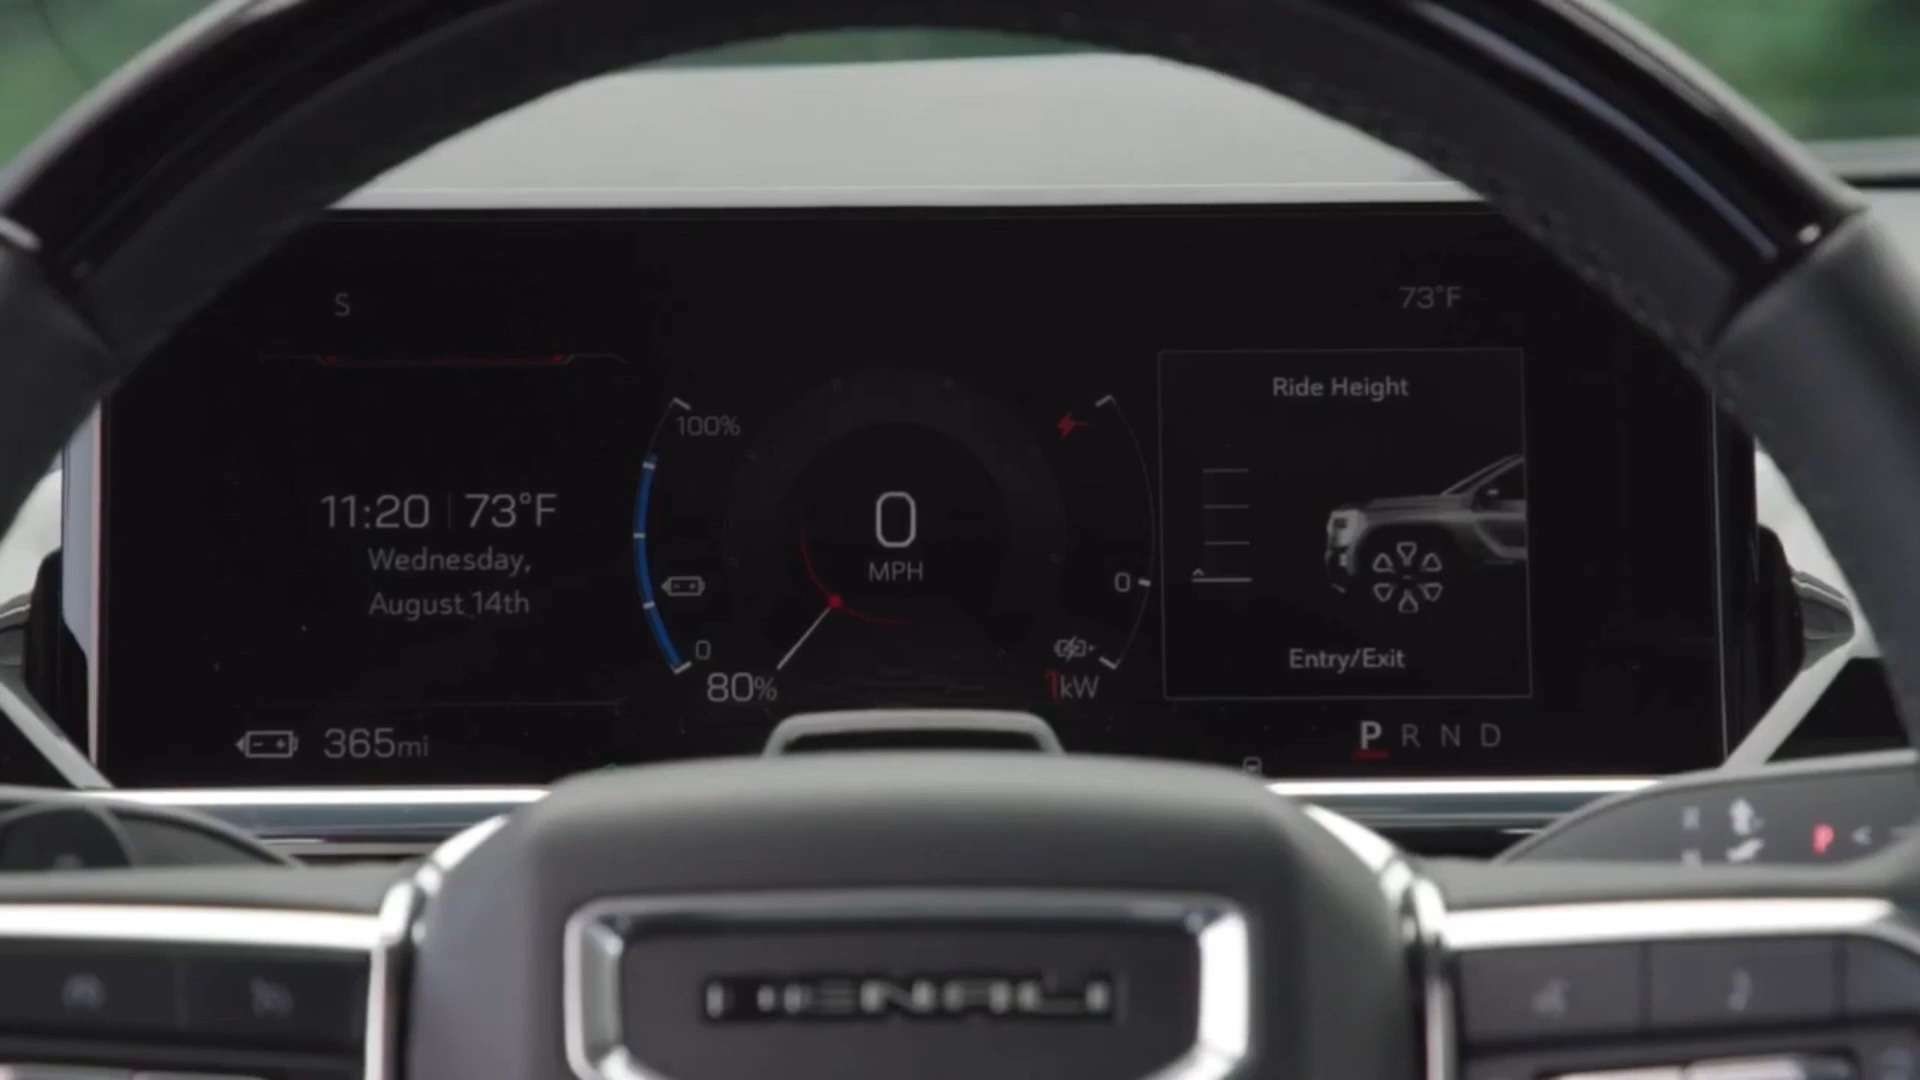 S
73°F
Ride Height
100%
11:20 | 73°F
Wednesday,
August 14th
0
MPH
0
0
80%
1kW
Entry/Exit
365mi
P R N D
P
DENALI